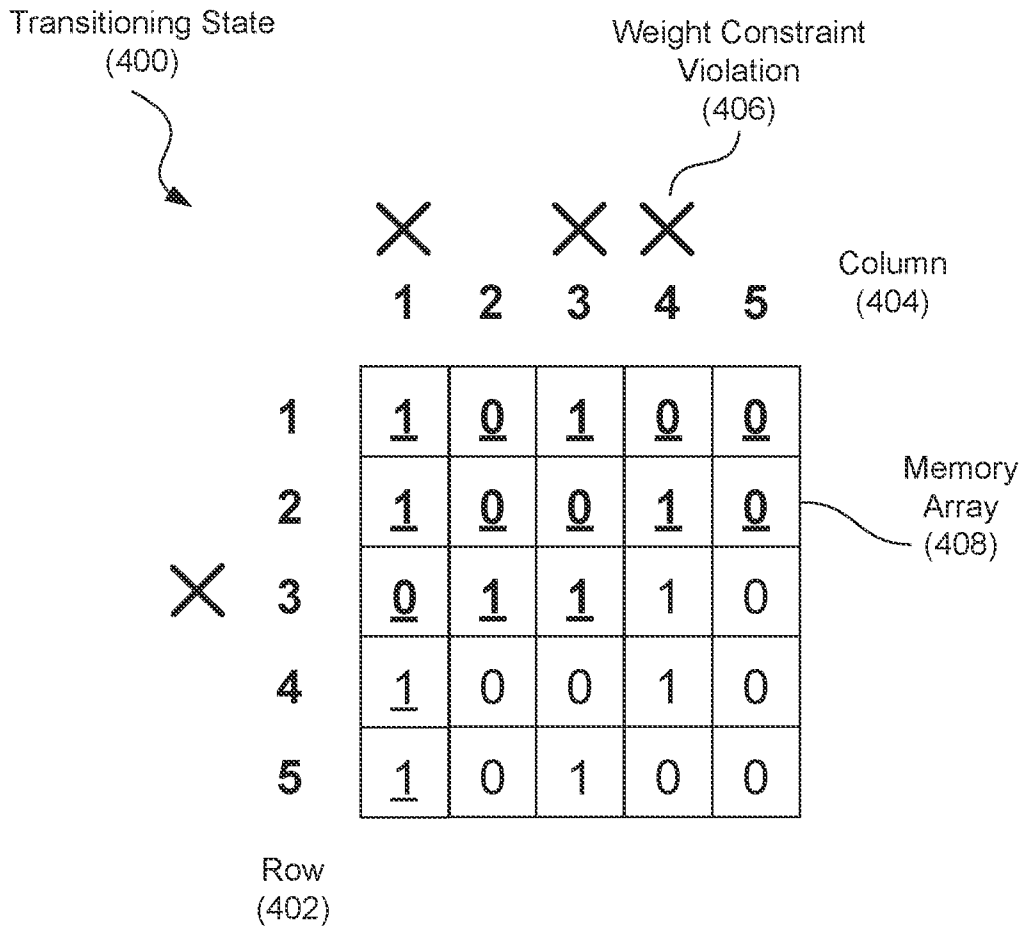 Transitioning State
(400)
Weight Constraint
Violation
(406)
Column
(404)
1 2 3 4 5
1 1 0 1 0 0
2 1 0 0 1 0
3 0 1 1 1 0
4 1 0 0 1 0
5 1 0 1 0 0
Memory
Array
(408)
Row
(402)